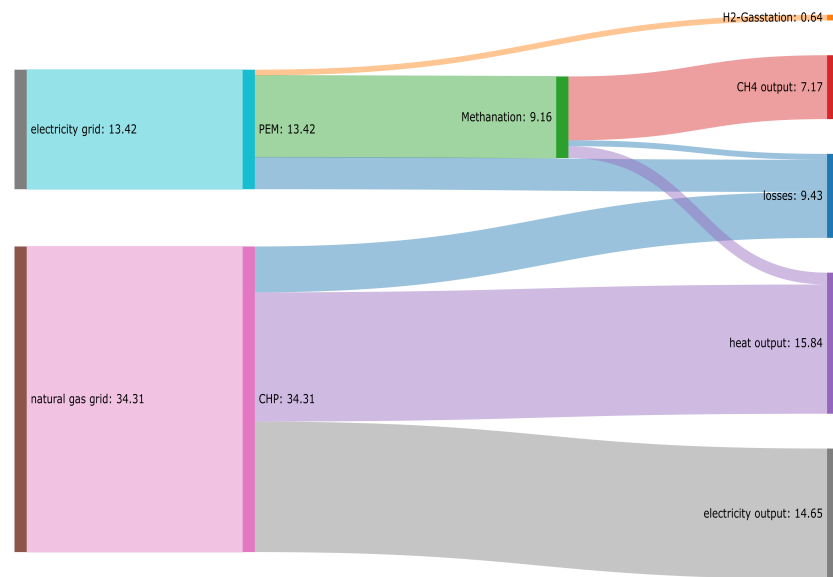 H2-Gasstation: 0.64
CH4 output: 7.17
Methanation: 9.16
electricity grid: 13.42
PEM: 13.42
losses: 9.43
heat output: 15.84
natural gas grid: 34.31
CHP: 34.31
electricity output: 14.65